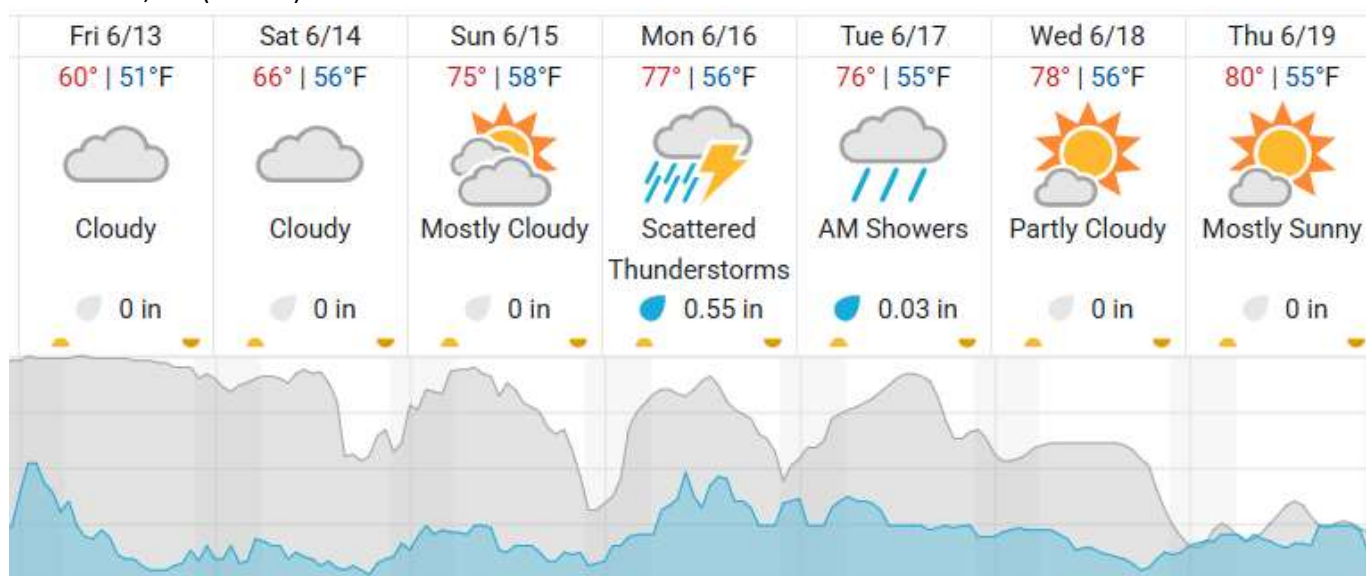 Fri 6/13 Sat 6/14 Sun 6/15 Mon 6/16 Tue 6/17 Wed 6/18 Thu 6/19
60° | 51°F 66° | 56°F 75° | 58°F 77° | 56°F 76° | 55°F 78° | 56°F 80° | 55°F
Cloudy Cloudy Mostly Cloudy Scattered AM Showers Partly Cloudy Mostly Sunny
Thunderstorms
0 in 0 in 0 in 0.55 in 0.03 in 0 in 0 in